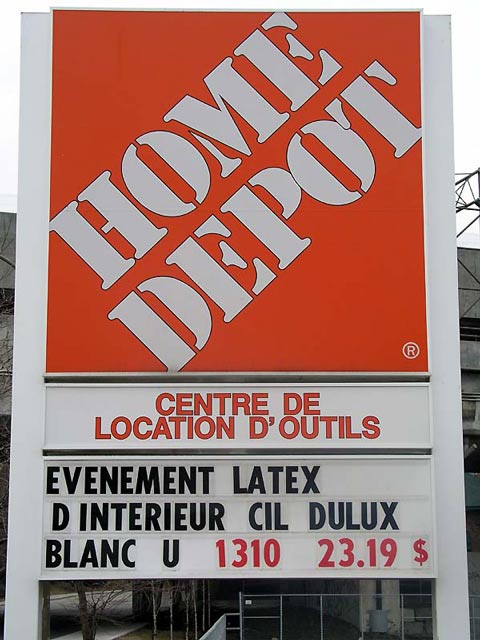 HOME
DEPOT
®
CENTRE DE
LOCATION D'OUTILS
EVENEMENT LATEX
D INTERIEUR CIL DULUX
BLANC U 1310 23.19 $